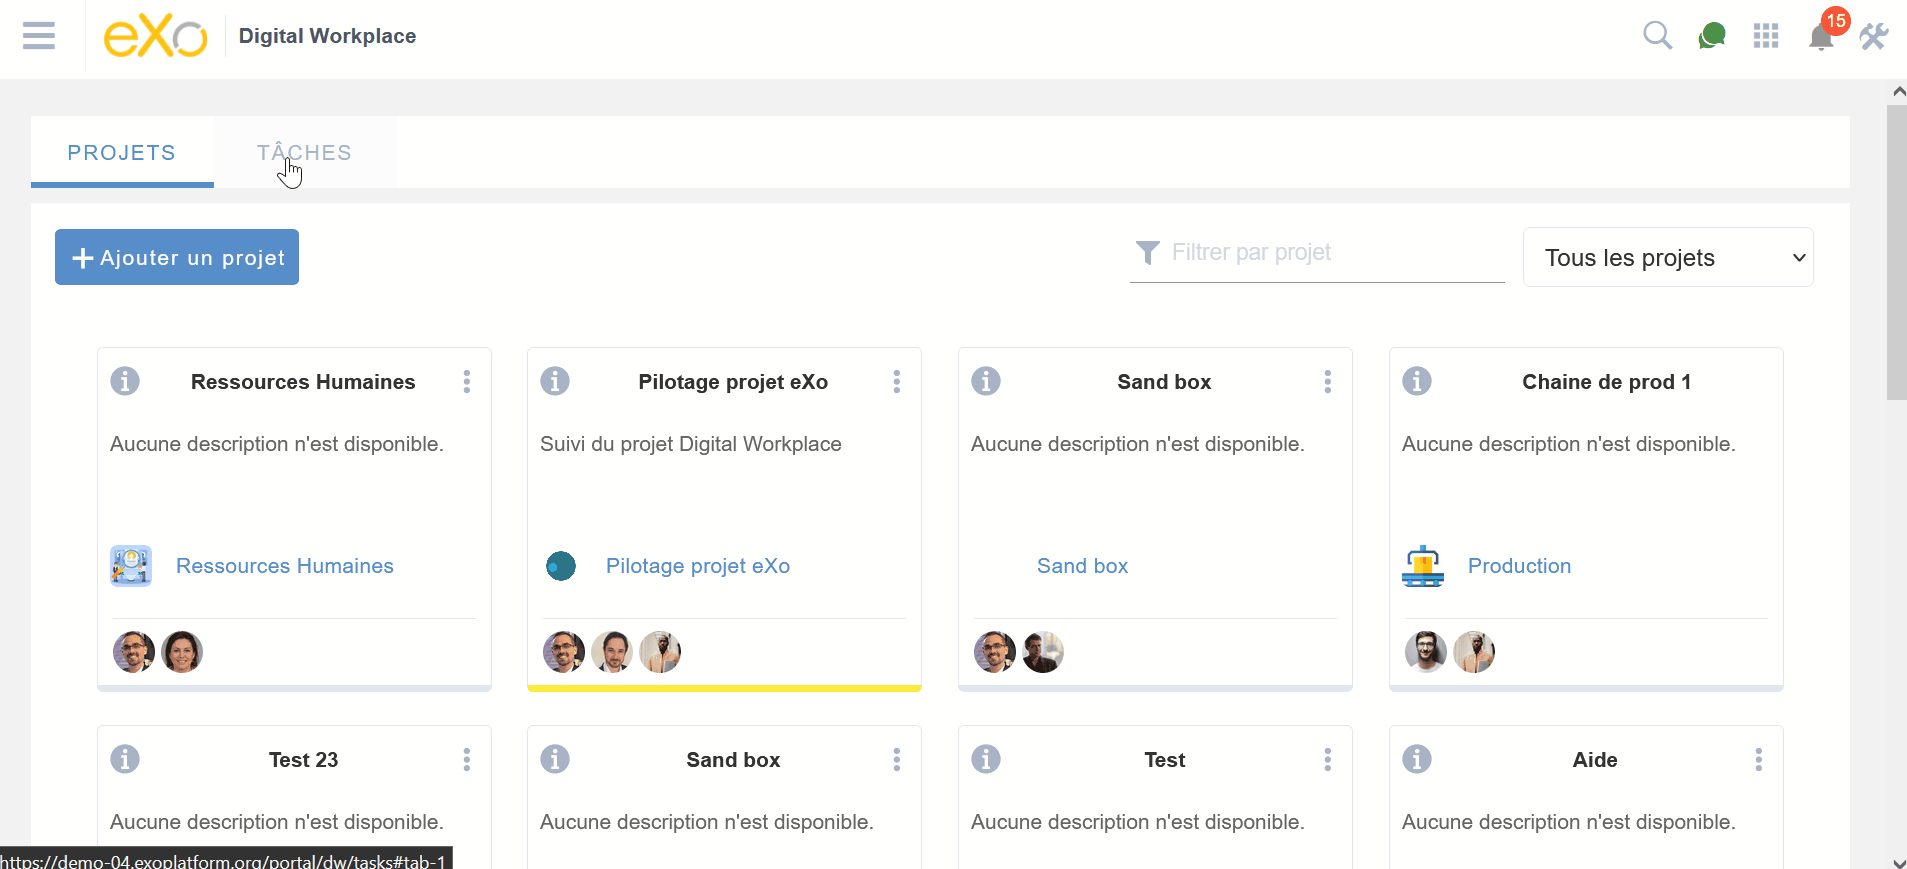 eXo Digital Workplace
15
PROJETS TÂCHES
Ajouter un projet
Filtrer par projet
Tous les projets
Ressources Humaines
Aucune description n'est disponible.
Ressources Humaines
Pilotage projet eXo
Suivi du projet Digital Workplace
Pilotage projet eXo
Sand box
Aucune description n'est disponible.
Sand box
Chaine de prod 1
Aucune description n'est disponible.
Production
Test 23
Aucune description n'est disponible.
Sand box
Aucune description n'est disponible.
Test
Aucune description n'est disponible.
Aide
Aucune description n'est disponible.
https://demo-04.exoplatform.org/portal/dw/tasks#tab-1